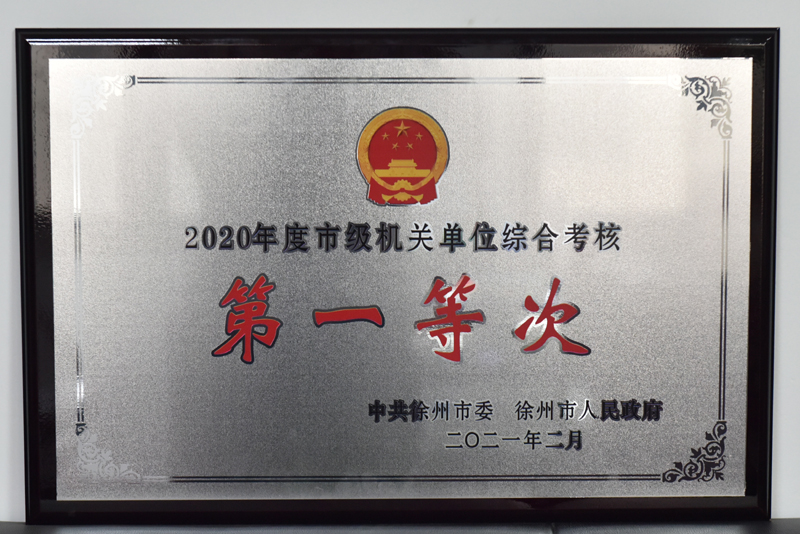 2020年度市级机关单位综合考核
第一等次
中共徐州市委 徐州市人民政府
二〇二一年二月